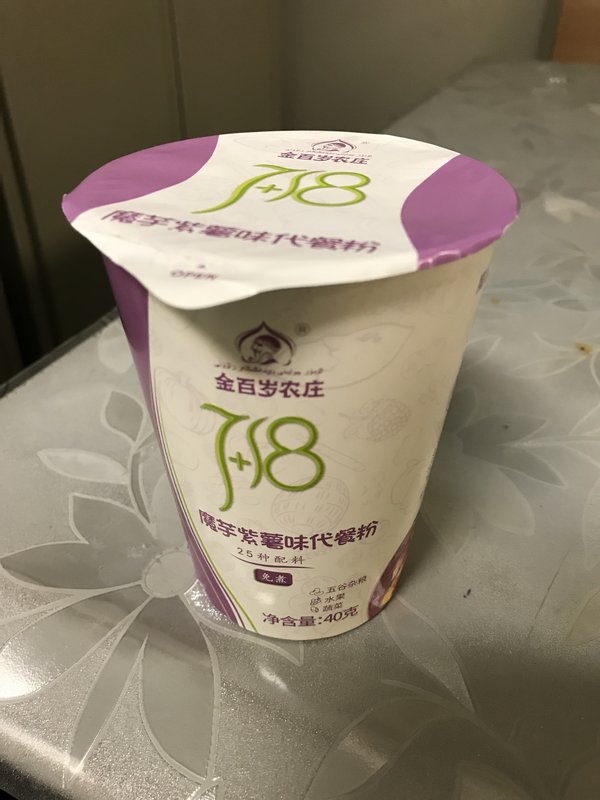 金百岁农庄
7+18
魔芋紫薯味代餐粉
OPEN
®
金百岁农庄
7+18
魔芋紫薯味代餐粉
25种配料
免煮
五谷杂粮
水果
蔬菜
净含量:40克